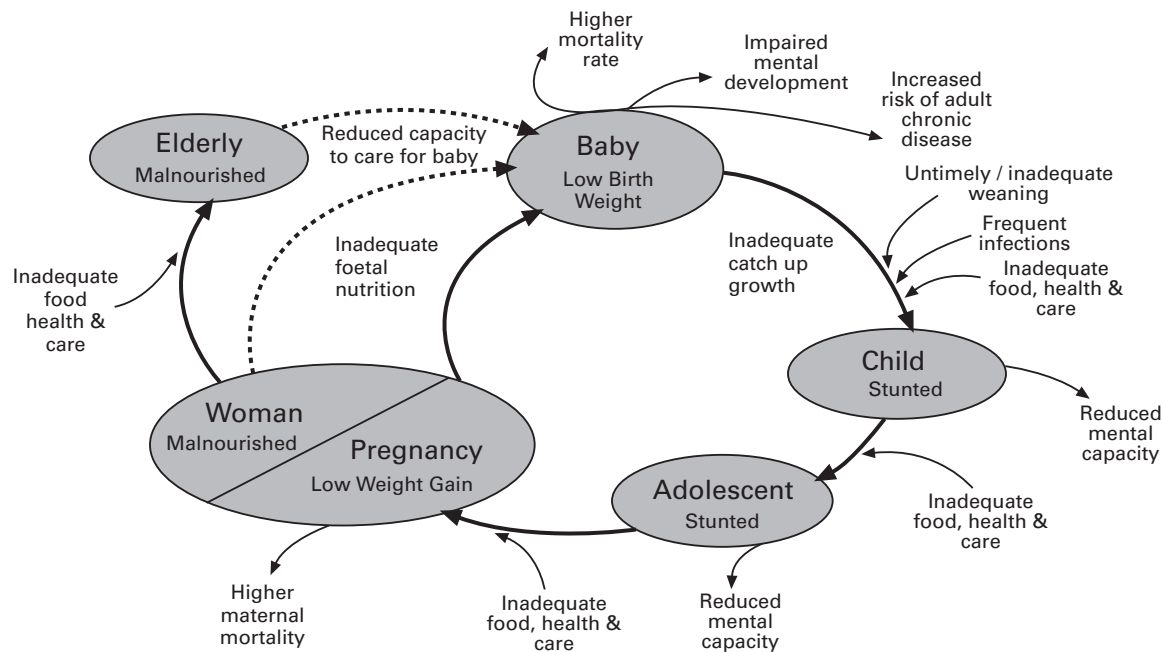 Higher
mortality
rate
Impaired
mental
development
Increased
risk of adult
chronic
disease
Elderly
Malnourished
Reduced capacity
to care for baby
Baby
Low Birth
Weight
Untimely / inadequate
weaning
Frequent
infections
Inadequate
food, health &
care
Inadequate
catch up
growth
Inadequate
foetal
nutrition
Inadequate
food
health &
care
Child
Stunted
Reduced
mental
capacity
Woman
Malnourished
Pregnancy
Low Weight Gain
Adolescent
Stunted
Inadequate
food, health &
care
Higher
maternal
mortality
Inadequate
food, health &
care
Reduced
mental
capacity